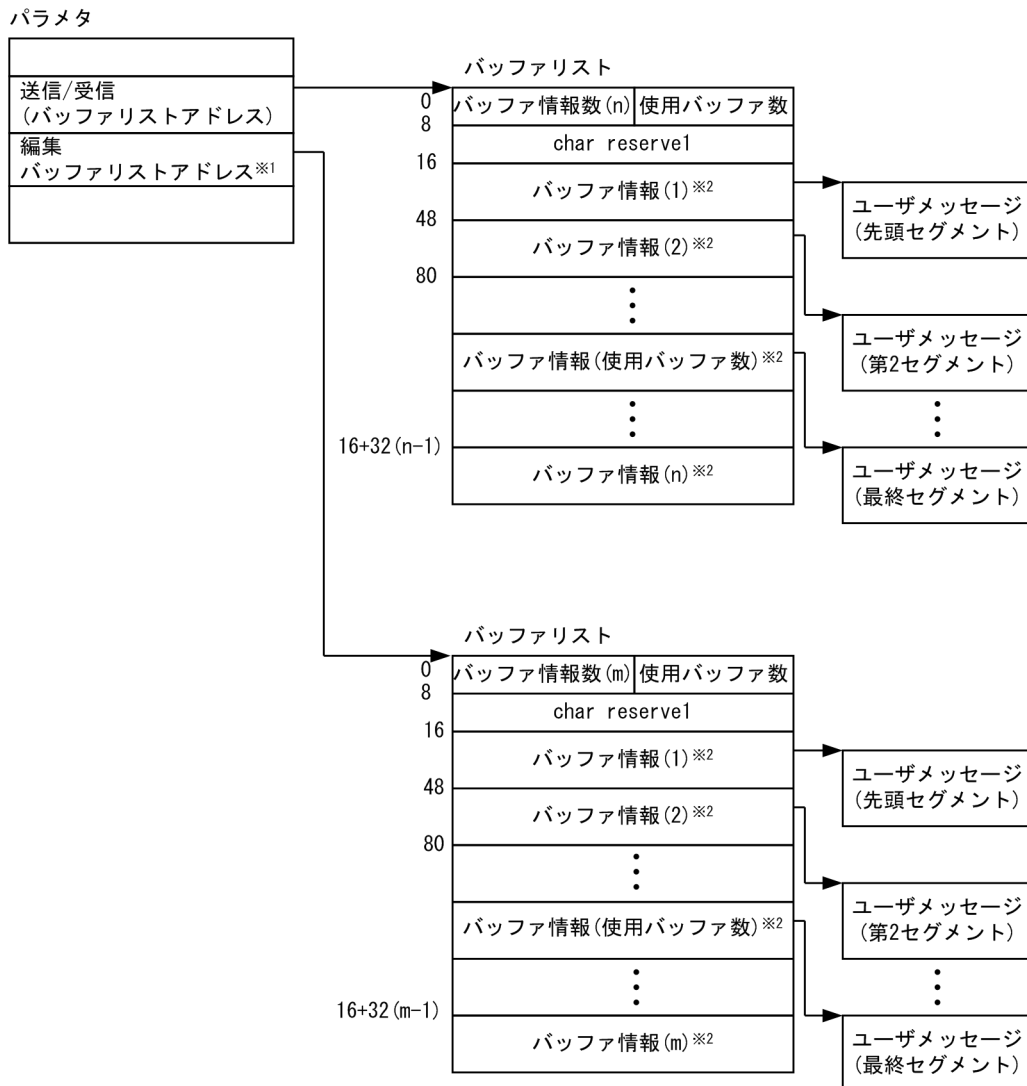 パラメタ
送信/受信
(バッファリストアドレス)
編集
バッファリストアドレス※1
バッファリスト
0
バッファ情報数(n)
使用バッファ数
8
char reserve1
16
バッファ情報(1)※2
ユーザメッセージ
(先頭セグメント)
48
バッファ情報(2)※2
80
ユーザメッセージ
(第2セグメント)
バッファ情報(使用バッファ数)※2
16+32(n-1)
バッファ情報(n)※2
ユーザメッセージ
(最終セグメント)
バッファリスト
0
バッファ情報数(m)
使用バッファ数
8
char reserve1
16
バッファ情報(1)※2
ユーザメッセージ
(先頭セグメント)
48
バッファ情報(2)※2
80
ユーザメッセージ
(第2セグメント)
バッファ情報(使用バッファ数)※2
16+32(m-1)
バッファ情報(m)※2
ユーザメッセージ
(最終セグメント)